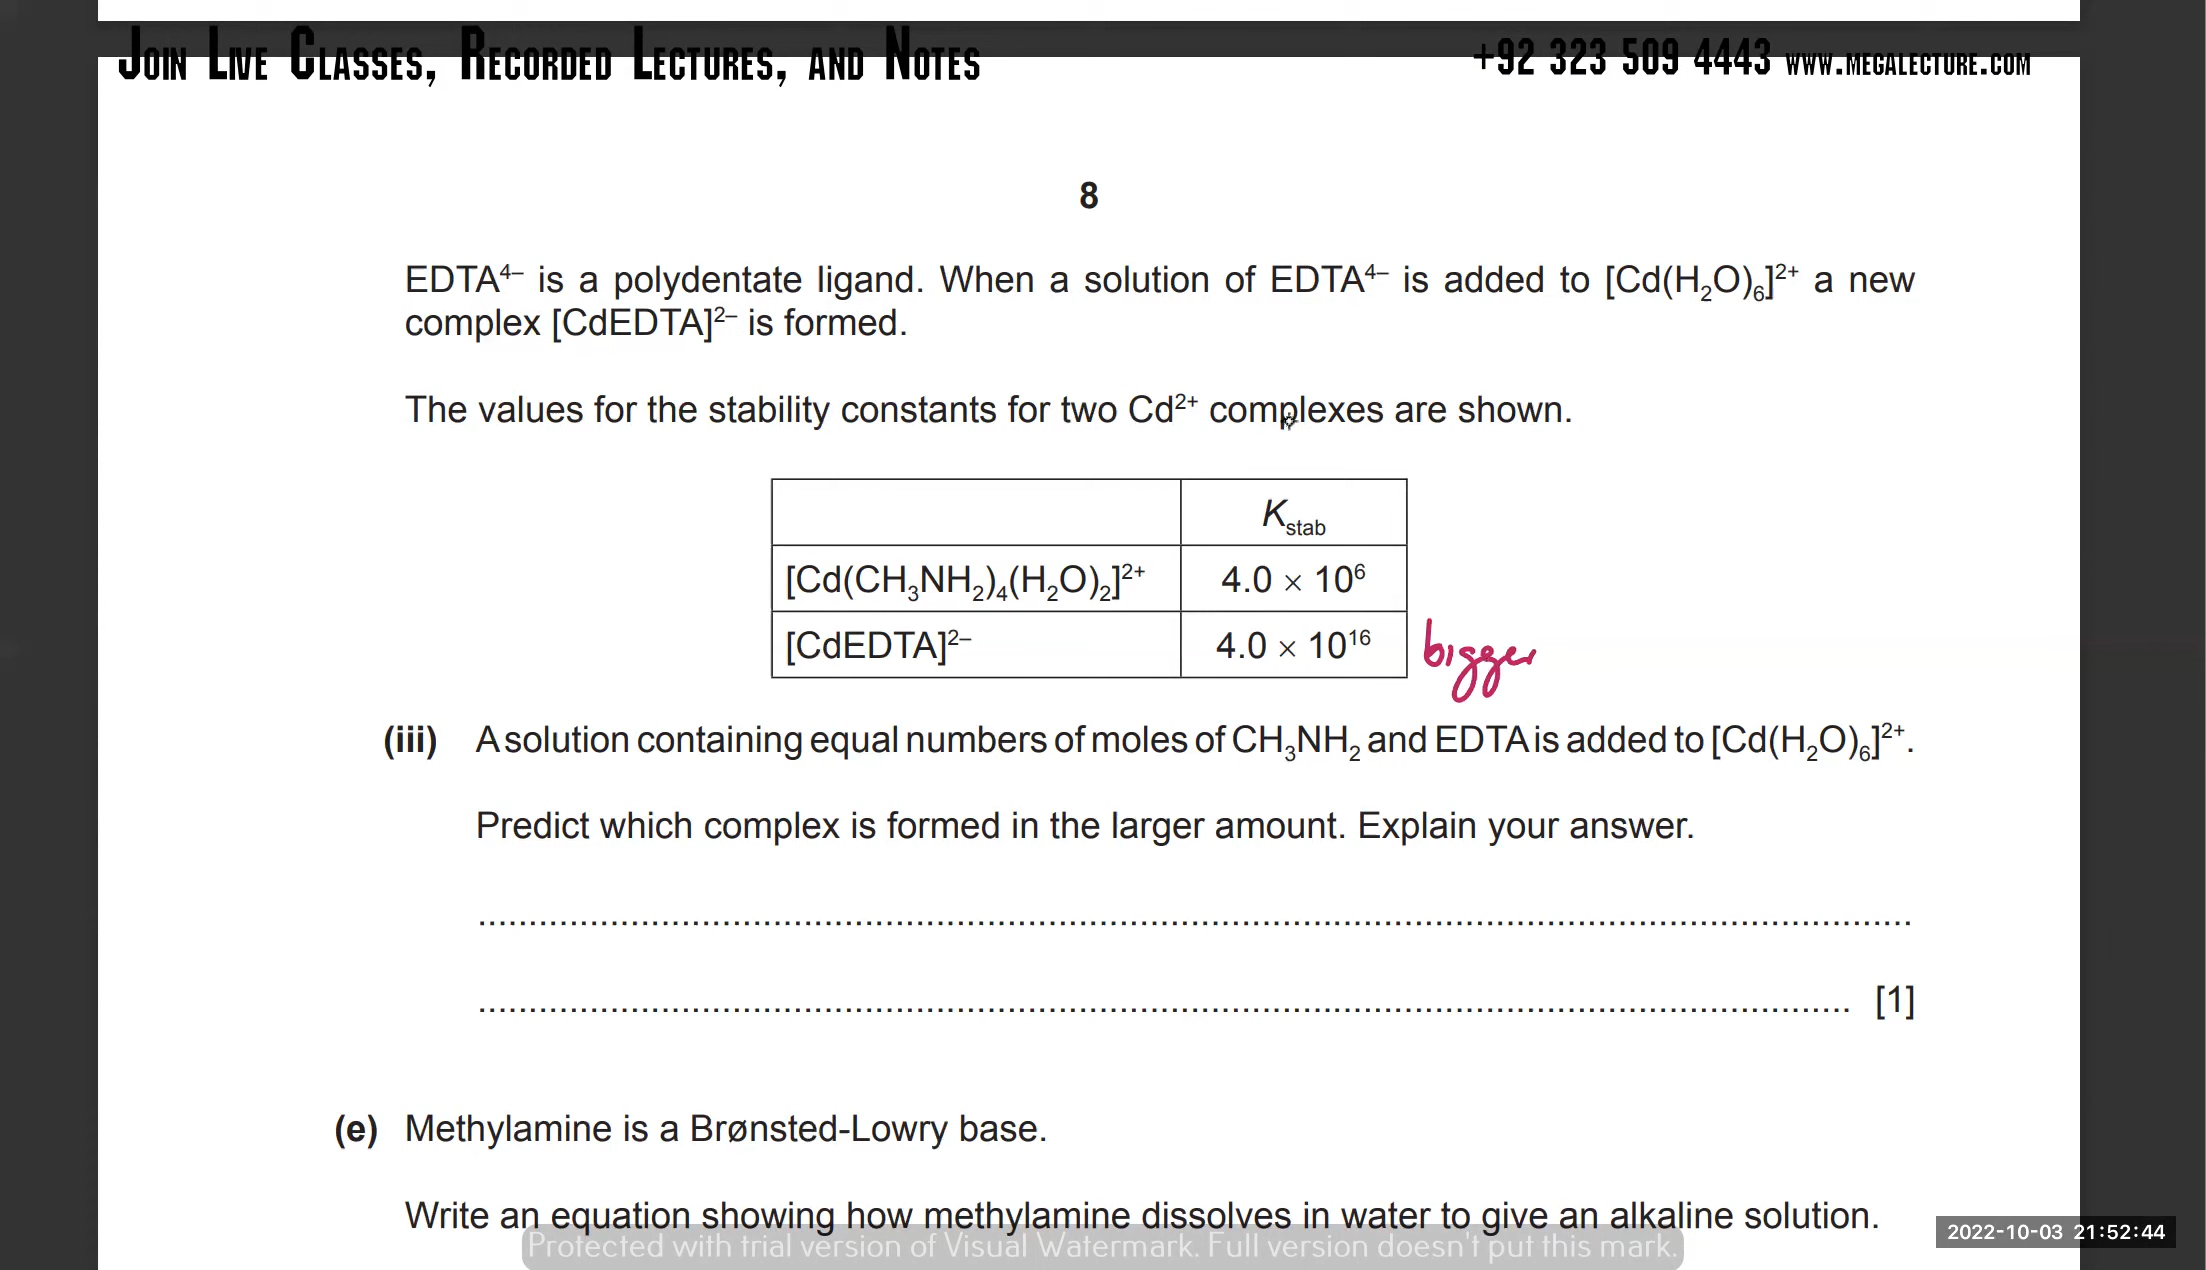 JOIN LIVE CLASSES, RECORDED LECTURES, AND NOTES
+92 323 509 4443 WWW.MEGALECTURE.COM
8
EDTA⁴⁻ is a polydentate ligand. When a solution of EDTA⁴⁻ is added to [Cd(H₂O)₆]²⁺ a new
complex [CdEDTA]²⁻ is formed.
The values for the stability constants for two Cd²⁺ complexes are shown.
K stab
[Cd(CH₃NH₂)₄(H₂O)₂]²⁺ 4.0 × 10⁶
[CdEDTA]²⁻ 4.0 × 10¹⁶ bigger
(iii) A solution containing equal numbers of moles of CH₃NH₂ and EDTA is added to [Cd(H₂O)₆]²⁺.
Predict which complex is formed in the larger amount. Explain your answer.
[1]
(e) Methylamine is a Brønsted-Lowry base.
Write an equation showing how methylamine dissolves in water to give an alkaline solution.
Protected with trial version of Visual Watermark. Full version doesn't put this mark.
2022-10-03 21:52:44